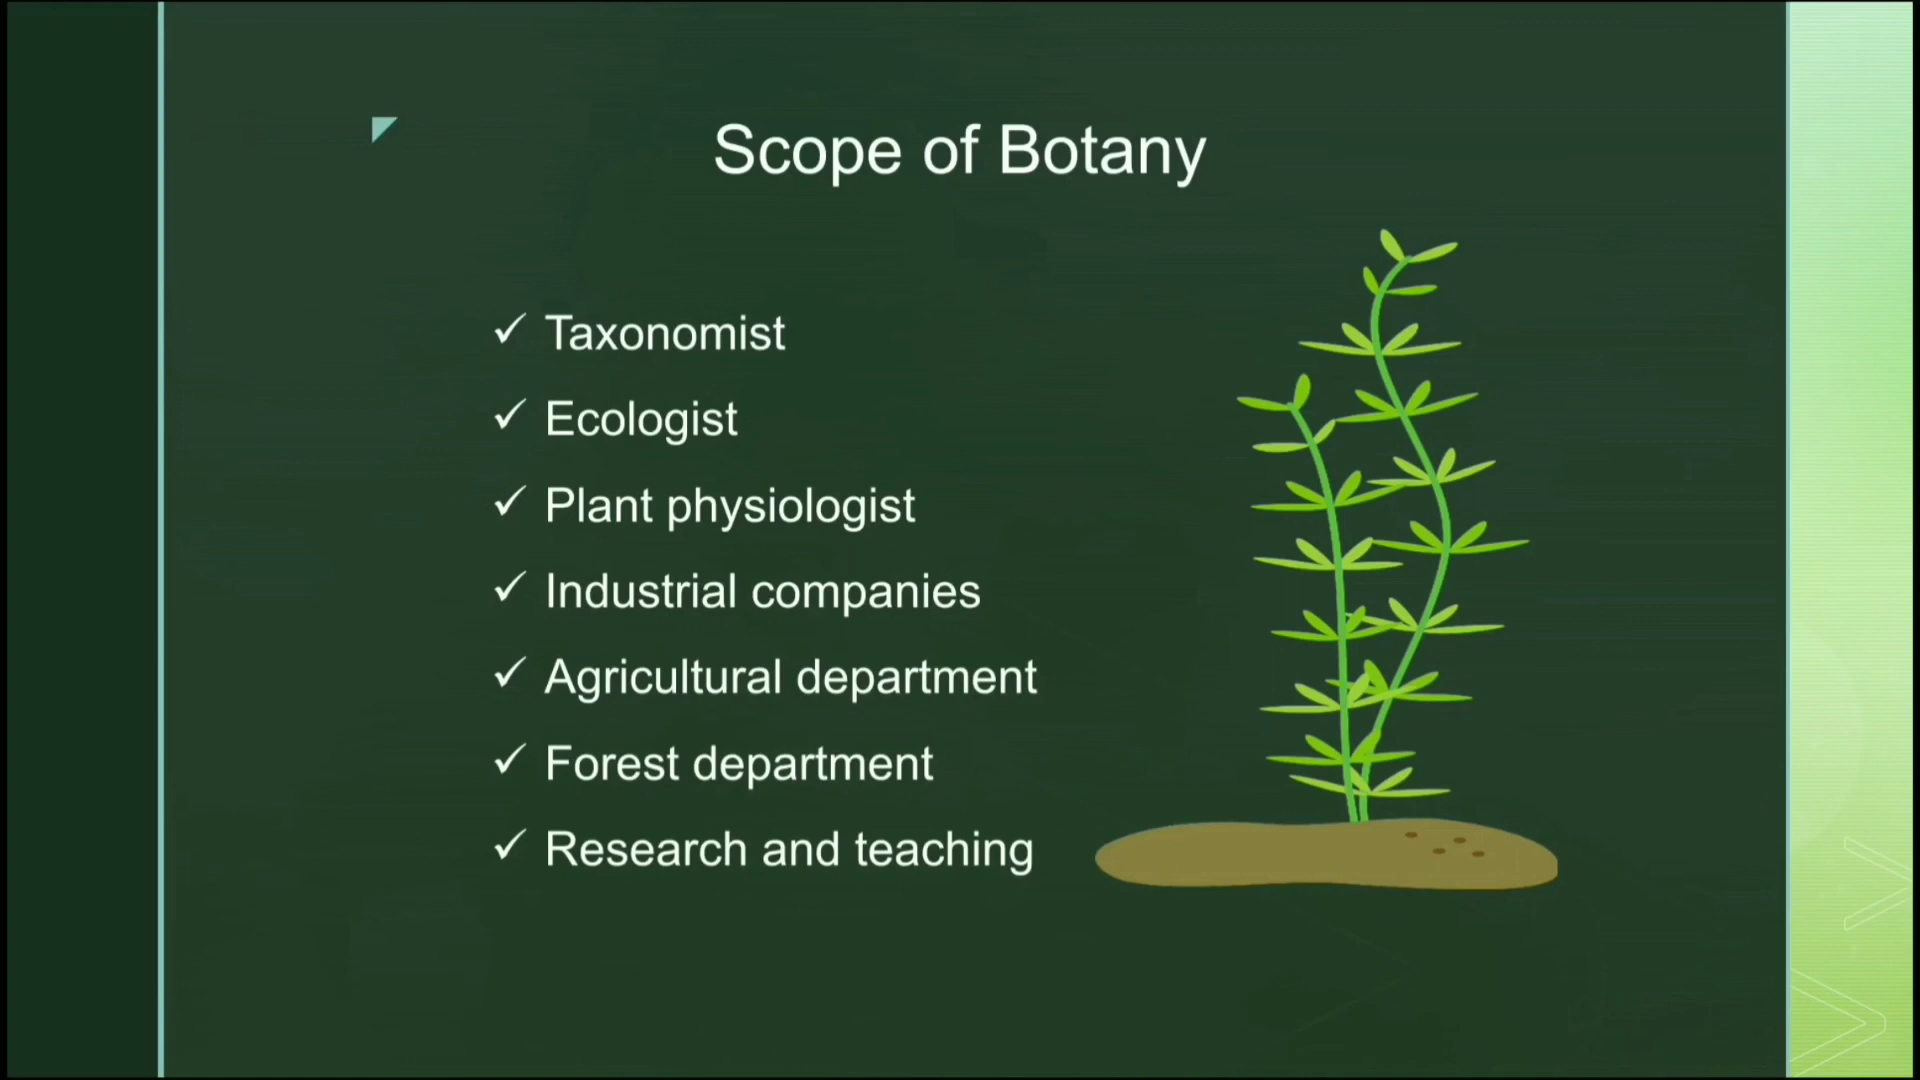 Scope of Botany
✓ Taxonomist
✓ Ecologist
✓ Plant physiologist
✓ Industrial companies
✓ Agricultural department
✓ Forest department
✓ Research and teaching